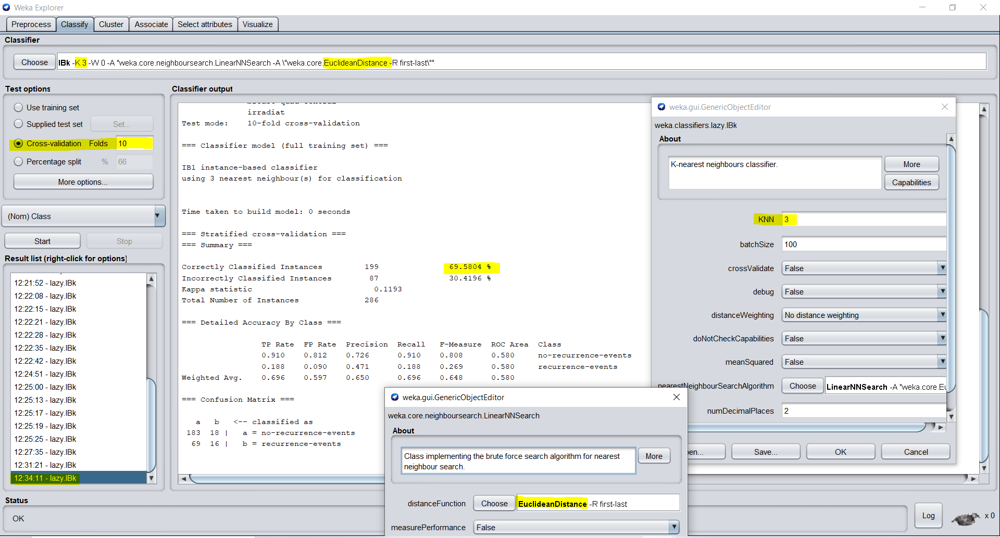 Weka Explorer
Preprocess Classify Cluster Associate Select attributes Visualize
Classifier
Choose IBk -K 3 -W 0 -A "weka.core.neighboursearch.LinearNNSearch -A \"weka.core.EuclideanDistance -R first-last\""
Test options
Use training set
Supplied test set Set...
Cross-validation Folds 10
Percentage split % 66
More options...
(Nom) Class
Start Stop
Result list (right-click for options)
12:21:52 - lazy.IBk
12:22:08 - lazy.IBk
12:22:15 - lazy.IBk
12:22:21 - lazy.IBk
12:22:28 - lazy.IBk
12:22:35 - lazy.IBk
12:22:42 - lazy.IBk
12:24:51 - lazy.IBk
12:25:00 - lazy.IBk
12:25:13 - lazy.IBk
12:25:17 - lazy.IBk
12:25:19 - lazy.IBk
12:25:25 - lazy.IBk
12:27:35 - lazy.IBk
12:31:21 - lazy.IBk
12:34:11 - lazy.IBk
Classifier output
irradiat
Test mode: 10-fold cross-validation
=== Classifier model (full training set) ===
IB1 instance-based classifier
using 3 nearest neighbour(s) for classification
Time taken to build model: 0 seconds
=== Stratified cross-validation ===
=== Summary ===
Correctly Classified Instances 199 69.5804 %
Incorrectly Classified Instances 87 30.4196 %
Kappa statistic 0.1193
Total Number of Instances 286
=== Detailed Accuracy By Class ===
TP Rate FP Rate Precision Recall F-Measure ROC Area Class
0.910 0.812 0.726 0.910 0.808 0.580 no-recurrence-events
0.188 0.090 0.471 0.188 0.269 0.580 recurrence-events
Weighted Avg. 0.696 0.597 0.650 0.696 0.648 0.580
=== Confusion Matrix ===
a b <-- classified as
183 18 | a = no-recurrence-events
69 16 | b = recurrence-events
weka.gui.GenericObjectEditor
weka.classifiers.lazy.IBk
About
K-nearest neighbours classifier.
More
Capabilities
KNN 3
batchSize 100
crossValidate False
debug False
distanceWeighting No distance weighting
doNotCheckCapabilities False
meanSquared False
nearestNeighbourSearchAlgorithm Choose LinearNNSearch -A "weka.core.Eu
numDecimalPlaces 2
en... Save... OK Cancel
weka.gui.GenericObjectEditor
weka.core.neighboursearch.LinearNNSearch
About
Class implementing the brute force search algorithm for nearest
neighbour search.
More
distanceFunction Choose EuclideanDistance -R first-last
measurePerformance False
Status
OK
Log x 0